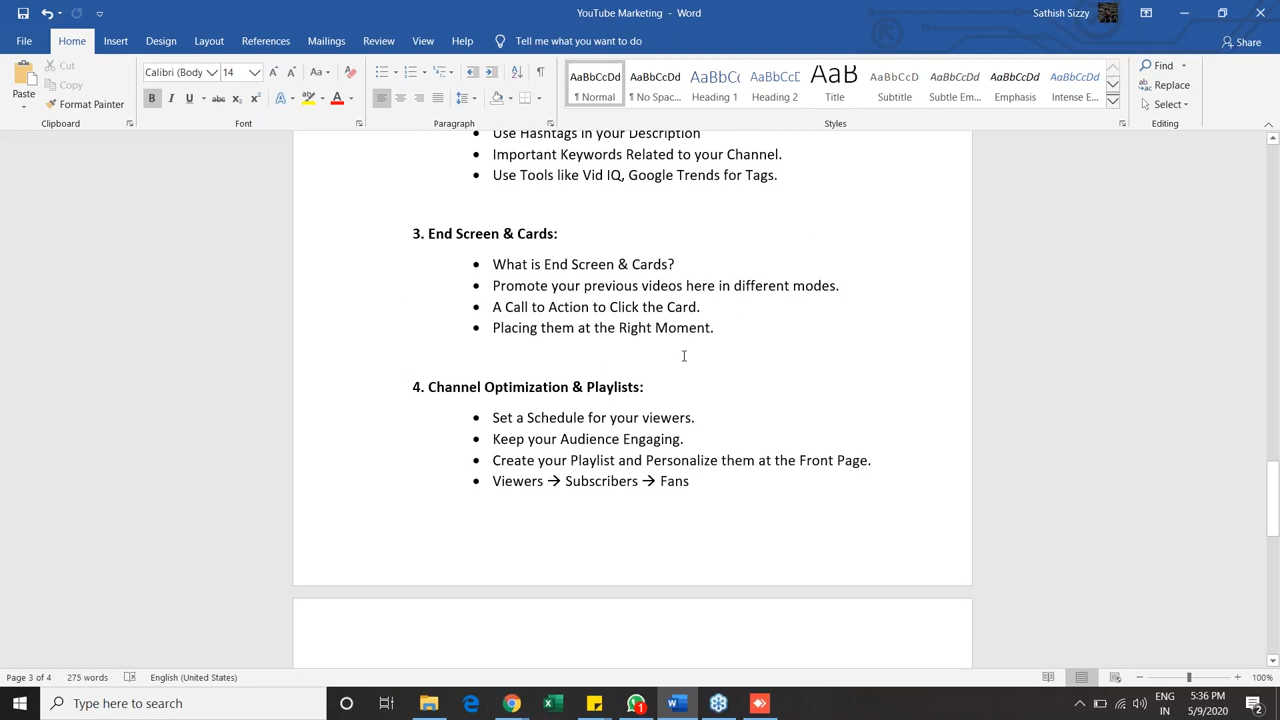 YouTube Marketing - Word
Sathish Sizzy
File Home Insert Design Layout References Mailings Review View Help Tell me what you want to do Share
Paste
Cut
Copy
Format Painter
Clipboard
Calibri (Body 14 Aa
B I U abc X₂ X² A A
Font
Paragraph
AaBbCcDd AaBbCcDd AaBbCc AaBbCcD AaB AaBbCcD AaBbCcDd AaBbCcDd AaBbCcDd
¶ Normal ¶ No Spac... Heading 1 Heading 2 Title Subtitle Subtle Em... Emphasis Intense E...
Styles
Find
Replace
Select
Editing
• Use Hashtags in your Description
• Important Keywords Related to your Channel.
• Use Tools like Vid IQ, Google Trends for Tags.
3. End Screen & Cards:
• What is End Screen & Cards?
• Promote your previous videos here in different modes.
• A Call to Action to Click the Card.
• Placing them at the Right Moment.
4. Channel Optimization & Playlists:
• Set a Schedule for your viewers.
• Keep your Audience Engaging.
• Create your Playlist and Personalize them at the Front Page.
• Viewers → Subscribers → Fans
Page 3 of 4 275 words English (United States) 100%
Type here to search
1
ENG
IN
5:36 PM
5/9/2020
2